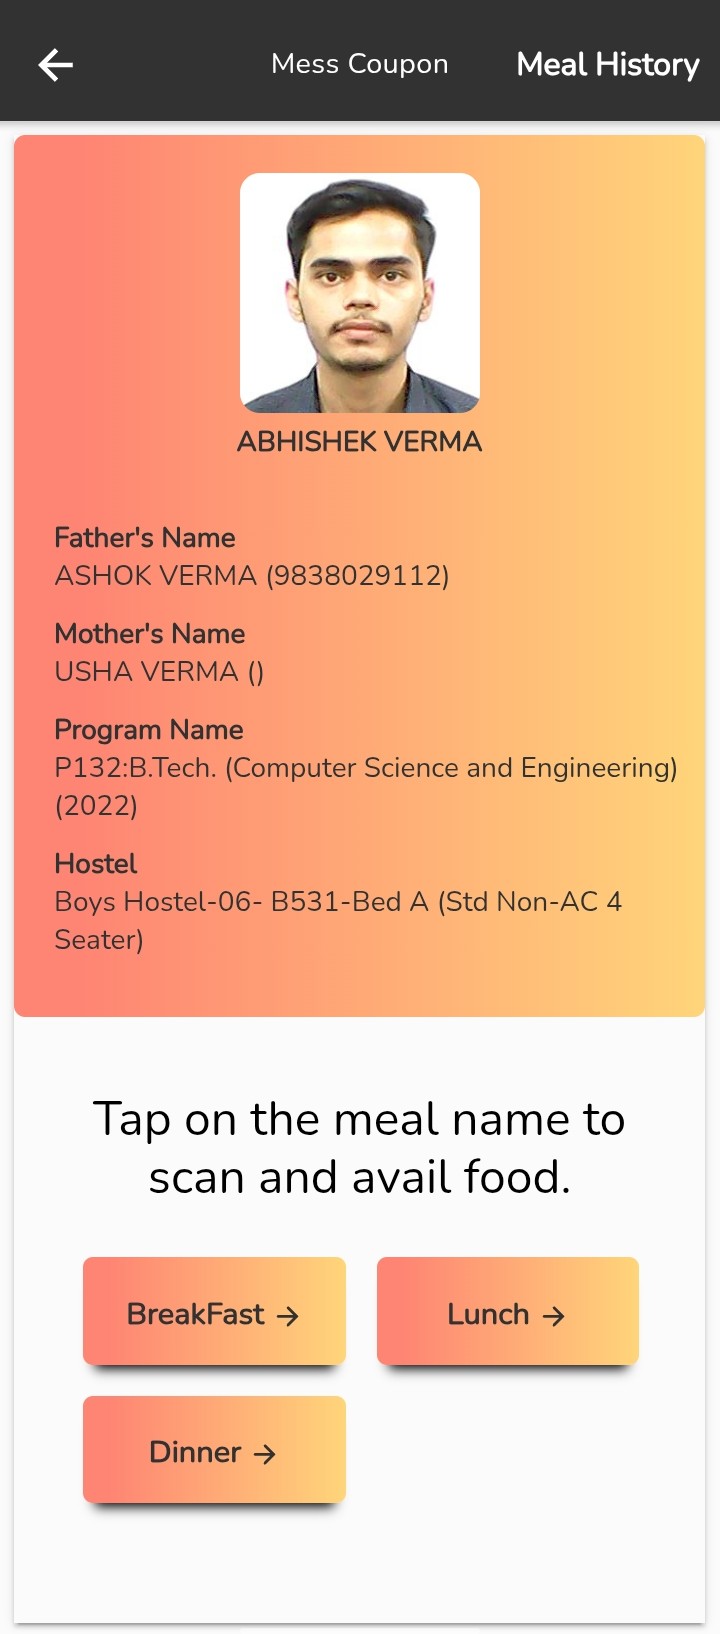 Mess Coupon
Meal History
ABHISHEK VERMA
Father's Name
ASHOK VERMA (9838029112)
Mother's Name
USHA VERMA ()
Program Name
P132:B.Tech. (Computer Science and Engineering)
(2022)
Hostel
Boys Hostel-06- B531-Bed A (Std Non-AC 4
Seater)
Tap on the meal name to
scan and avail food.
BreakFast →
Lunch →
Dinner →